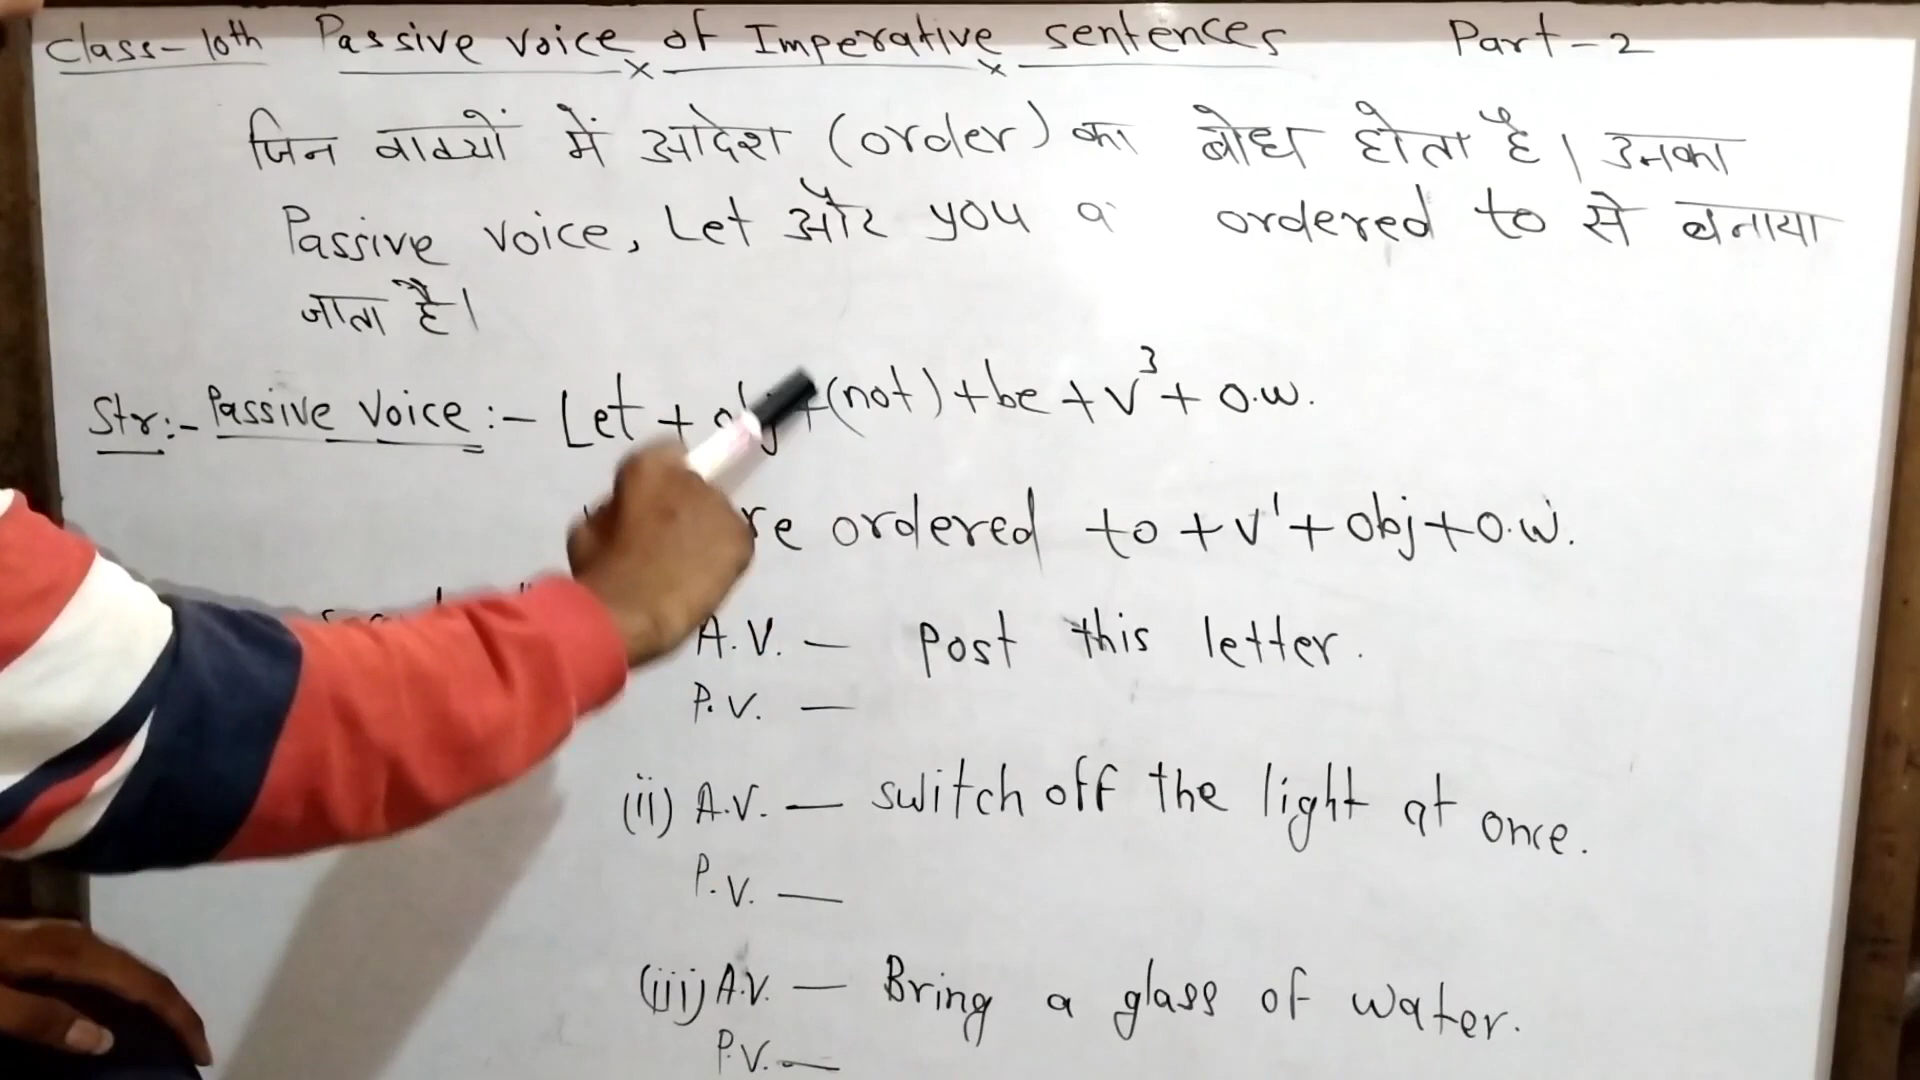 Class-10th Passive voice of Imperative sentences Part-2
जिन वाक्यों में आदेश (order) का बोध होता है। उनका
Passive voice, Let और you ordered to से बनाया
जाता है।
Str:- Passive Voice:- Let + obj +(not)+be+V³+ O.W.
ordered to +V¹+obj+O.W.
A.V. — Post this letter.
P.V. —
(ii) A.V. — switch off the light at once.
P.V. —
(iii) A.V. — Bring a glass of water.
P.V. —